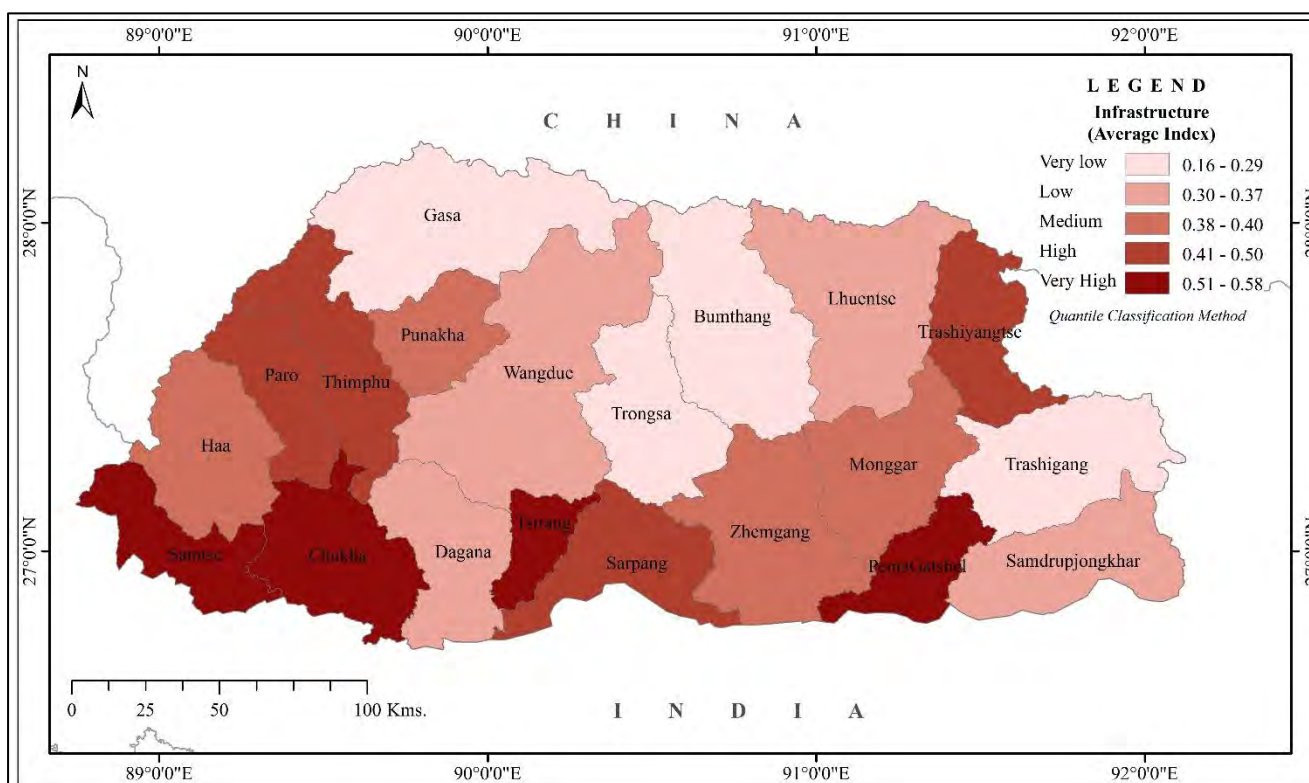 89°0'0"E 90°0'0"E 91°0'0"E 92°0'0"E
N
C H I N A
L E G E N D
Infrastructure
(Average Index)
Very low 0.16 - 0.29
Low 0.30 - 0.37
Medium 0.38 - 0.40
High 0.41 - 0.50
Very High 0.51 - 0.58
Quantile Classification Method
28°0'0"N
27°0'0"N
Gasa
Punakha
Wangdue
Bumthang
Lhuentse
Trashiyangtse
Paro
Thimphu
Trongsa
Haa
Monggar
Trashigang
Samtse
Chukha
Dagana
Tsirang
Sarpang
Zhemgang
PemaGatshel
Samdrupjongkhar
0 25 50 100 Kms.
I N D I A
89°0'0"E 90°0'0"E 91°0'0"E 92°0'0"E